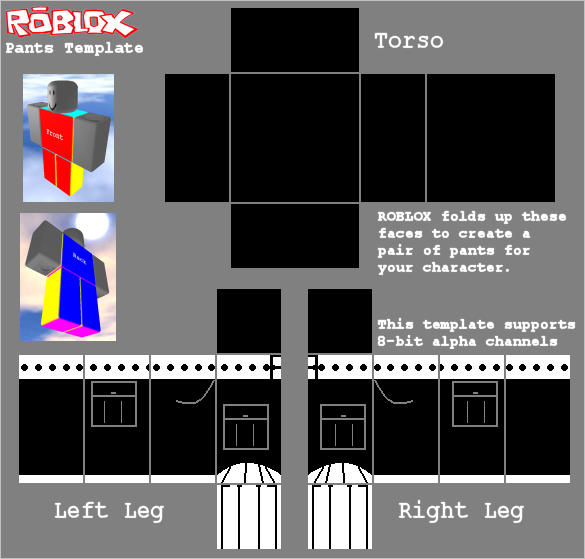 ROBLOX
Pants Template
Torso
Front
Back
ROBLOX folds up these
faces to create a
pair of pants for
your character.
This template supports
8-bit alpha channels
Left Leg
Right Leg